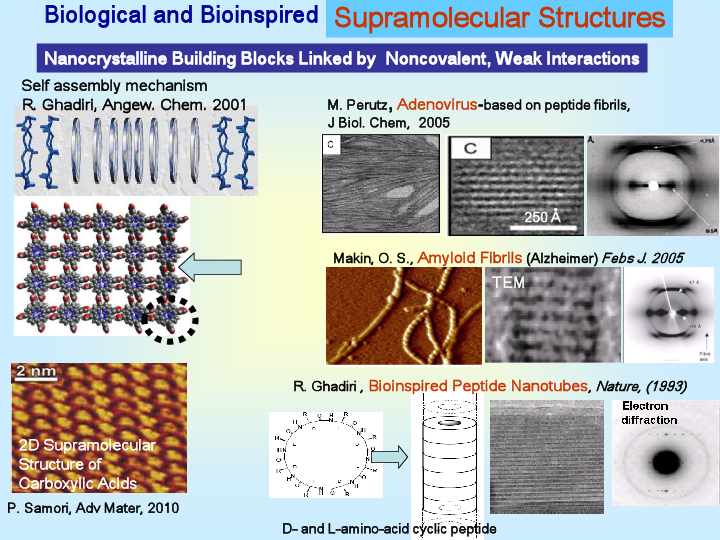 Biological and Bioinspired Supramolecular Structures
Nanocrystalline Building Blocks Linked by Noncovalent, Weak Interactions
Self assembly mechanism
R. Ghadiri, Angew. Chem. 2001
M. Perutz, Adenovirus-based on peptide fibrils,
J Biol. Chem, 2005
C
C
250 Å
A.
Makin, O. S., Amyloid Fibrils (Alzheimer) Febs J. 2005
TEM
2 nm
2D Supramolecular
Structure of
Carboxylic Acids
P. Samori, Adv Mater, 2010
R. Ghadiri , Bioinspired Peptide Nanotubes, Nature, (1993)
Electron
diffraction
D- and L-amino-acid cyclic peptide